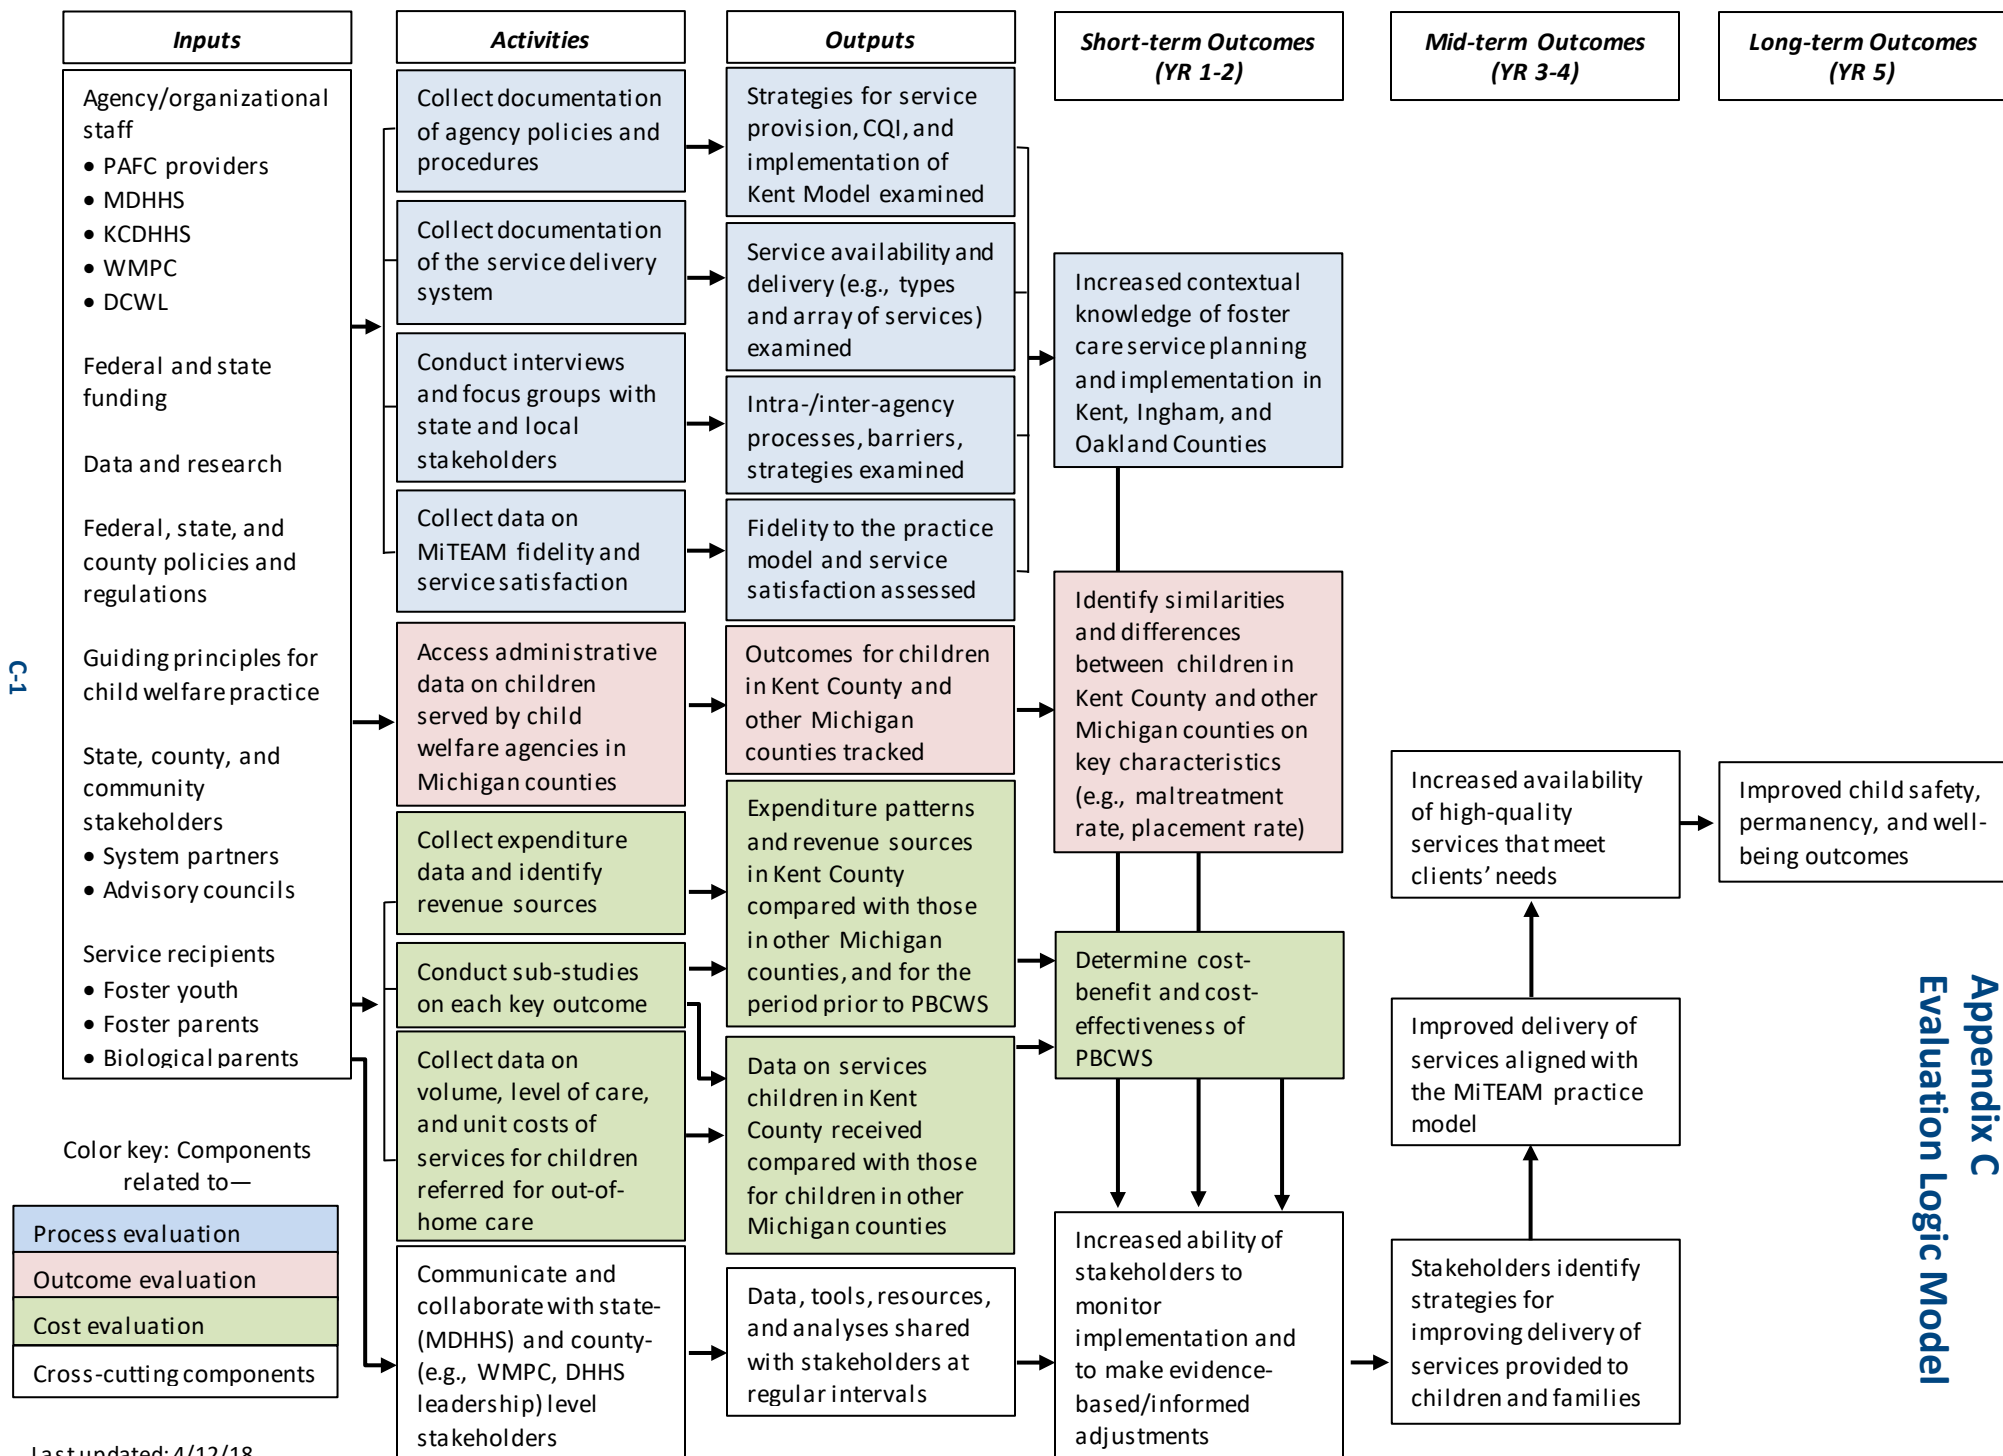 Inputs
Activities
Outputs
Short-term Outcomes
(YR 1-2)
Mid-term Outcomes
(YR 3-4)
Long-term Outcomes
(YR 5)
Agency/organizational
staff
• PAFC providers
• MDHHS
• KCDHHS
• WMPC
• DCWL
Federal and state
funding
Data and research
Federal, state, and
county policies and
regulations
Guiding principles for
child welfare practice
State, county, and
community
stakeholders
• System partners
• Advisory councils
Service recipients
• Foster youth
• Foster parents
• Biological parents
Collect documentation
of agency policies and
procedures
Collect documentation
of the service delivery
system
Conduct interviews
and focus groups with
state and local
stakeholders
Collect data on
MiTEAM fidelity and
service satisfaction
Access administrative
data on children
served by child
welfare agencies in
Michigan counties
Collect expenditure
data and identify
revenue sources
Conduct sub-studies
on each key outcome
Collect data on
volume, level of care,
and unit costs of
services for children
referred for out-of-
home care
Communicate and
collaborate with state-
(MDHHS) and county-
(e.g., WMPC, DHHS
leadership) level
stakeholders
Strategies for service
provision, CQI, and
implementation of
Kent Model examined
Service availability and
delivery (e.g., types
and array of services)
examined
Intra-/inter-agency
processes, barriers,
strategies examined
Fidelity to the practice
model and service
satisfaction assessed
Outcomes for children
in Kent County and
other Michigan
counties tracked
Expenditure patterns
and revenue sources
in Kent County
compared with those
in other Michigan
counties, and for the
period prior to PBCWS
Data on services
children in Kent
County received
compared with those
for children in other
Michigan counties
Data, tools, resources,
and analyses shared
with stakeholders at
regular intervals
Increased contextual
knowledge of foster
care service planning
and implementation in
Kent, Ingham, and
Oakland Counties
Identify similarities
and differences
between children in
Kent County and other
Michigan counties on
key characteristics
(e.g., maltreatment
rate, placement rate)
Determine cost-
benefit and cost-
effectiveness of
PBCWS
Increased ability of
stakeholders to
monitor
implementation and
to make evidence-
based/informed
adjustments
Increased availability
of high-quality
services that meet
clients' needs
Improved delivery of
services aligned with
the MiTEAM practice
model
Stakeholders identify
strategies for
improving delivery of
services provided to
children and families
Improved child safety,
permanency, and well-
being outcomes
Color key: Components
related to—
Process evaluation
Outcome evaluation
Cost evaluation
Cross-cutting components
Last updated: 4/12/18
C-1
Appendix C
Evaluation Logic Model